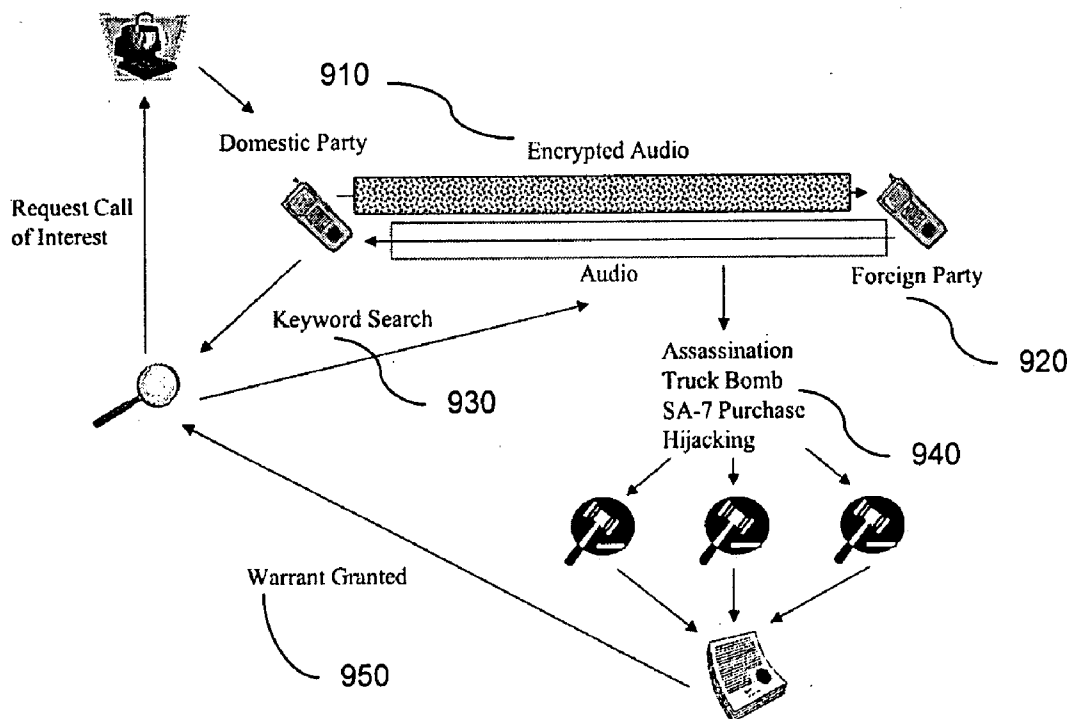 910
Domestic Party
Encrypted Audio
Request Call
of Interest
Audio
Foreign Party
Keyword Search
920
930
Assassination
Truck Bomb
SA-7 Purchase
Hijacking
940
Warrant Granted
950